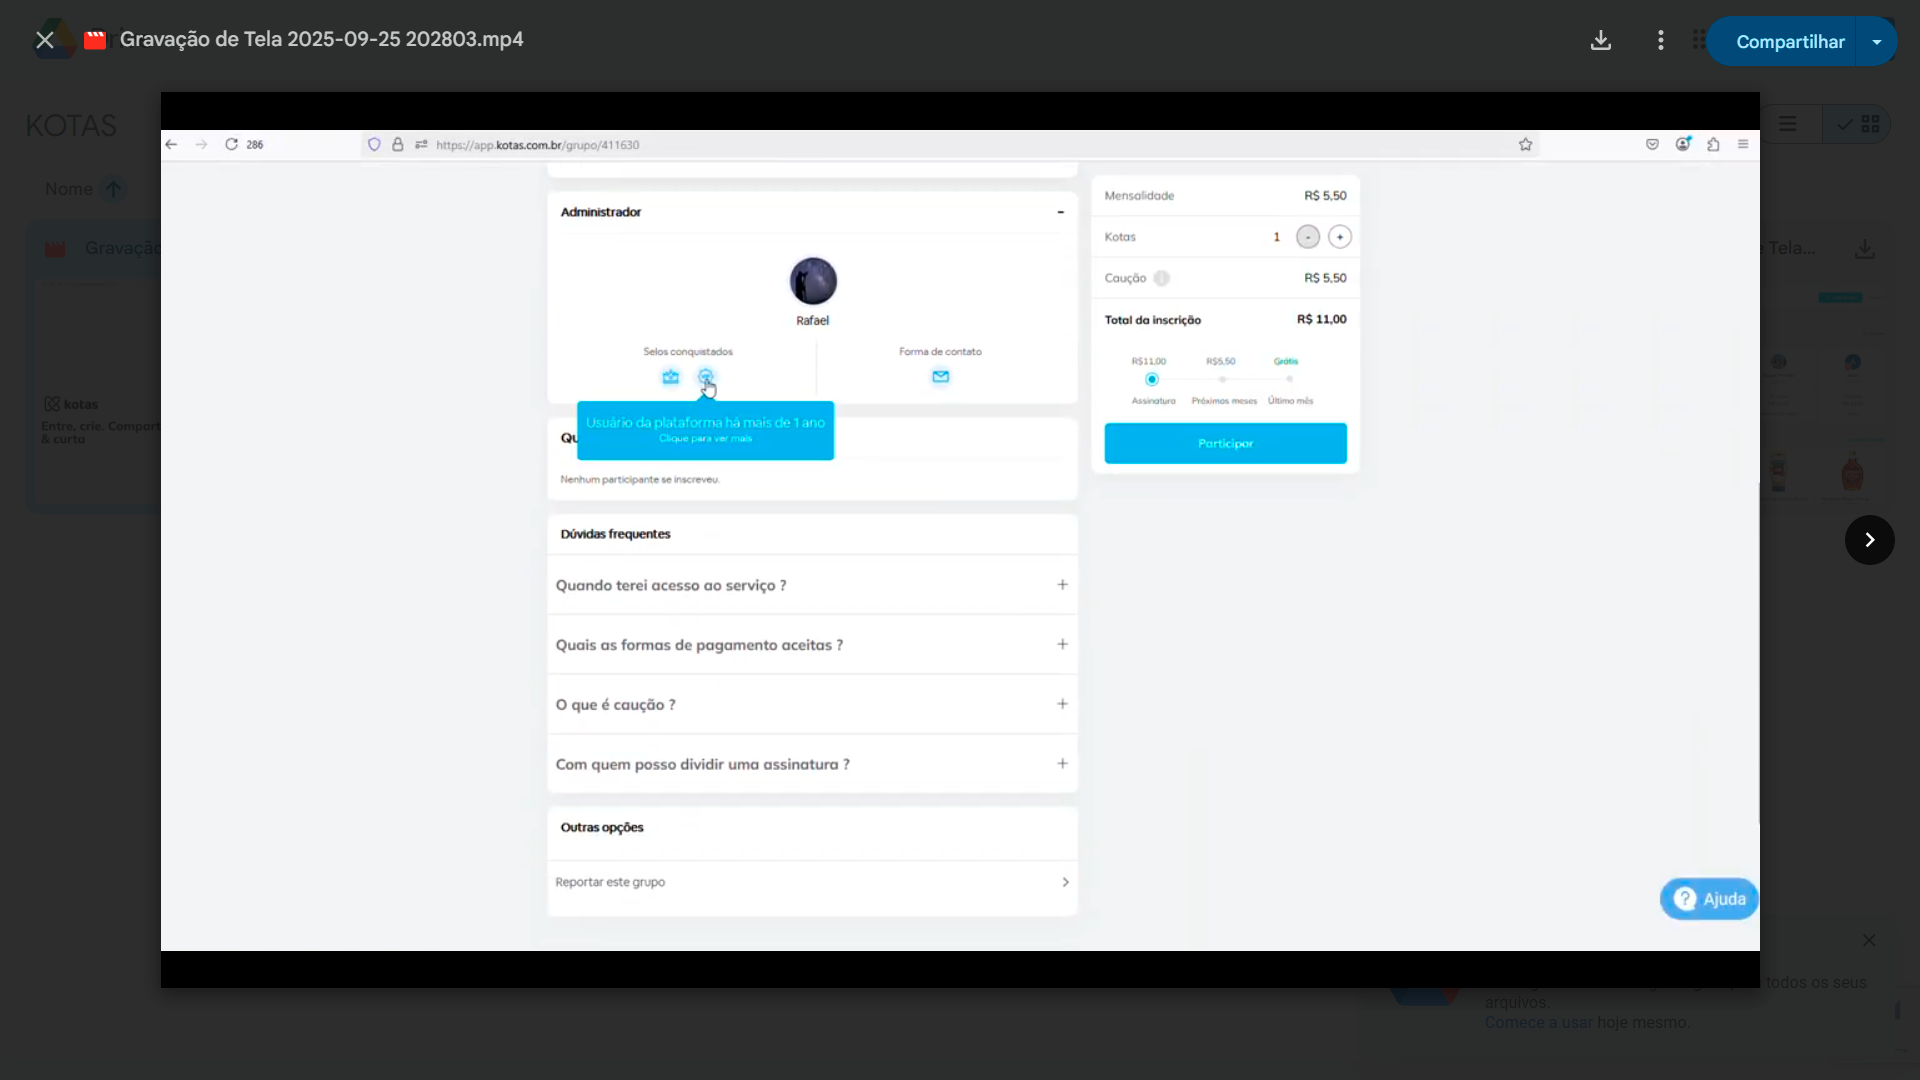 Gravação de Tela 2025-09-25 202803.mp4
Compartilhar
KOTAS
Nome
Gravação
Tela...
286
https://app.kotas.com.br/grupo/411630
Administrador
Rafael
Selos conquistados
Forma de contato
Usuário da plataforma há mais de 1 ano
Clique para ver mais
Qu
Nenhum participante se inscreveu.
Dúvidas frequentes
Quando terei acesso ao serviço ?
Quais as formas de pagamento aceitas ?
O que é caução ?
Com quem posso dividir uma assinatura ?
Outras opções
Reportar este grupo
Mensalidade R$ 5,50
Kotas 1 - +
Caução R$ 5,50
Total da inscrição R$ 11,00
R$11,00 R$5,50 Grátis
Assinatura Próximos meses Último mês
Participar
Ajuda
kotas
Entre, crie. Compart
& curta
todos os seus
arquivos.
Comece a usar hoje mesmo.